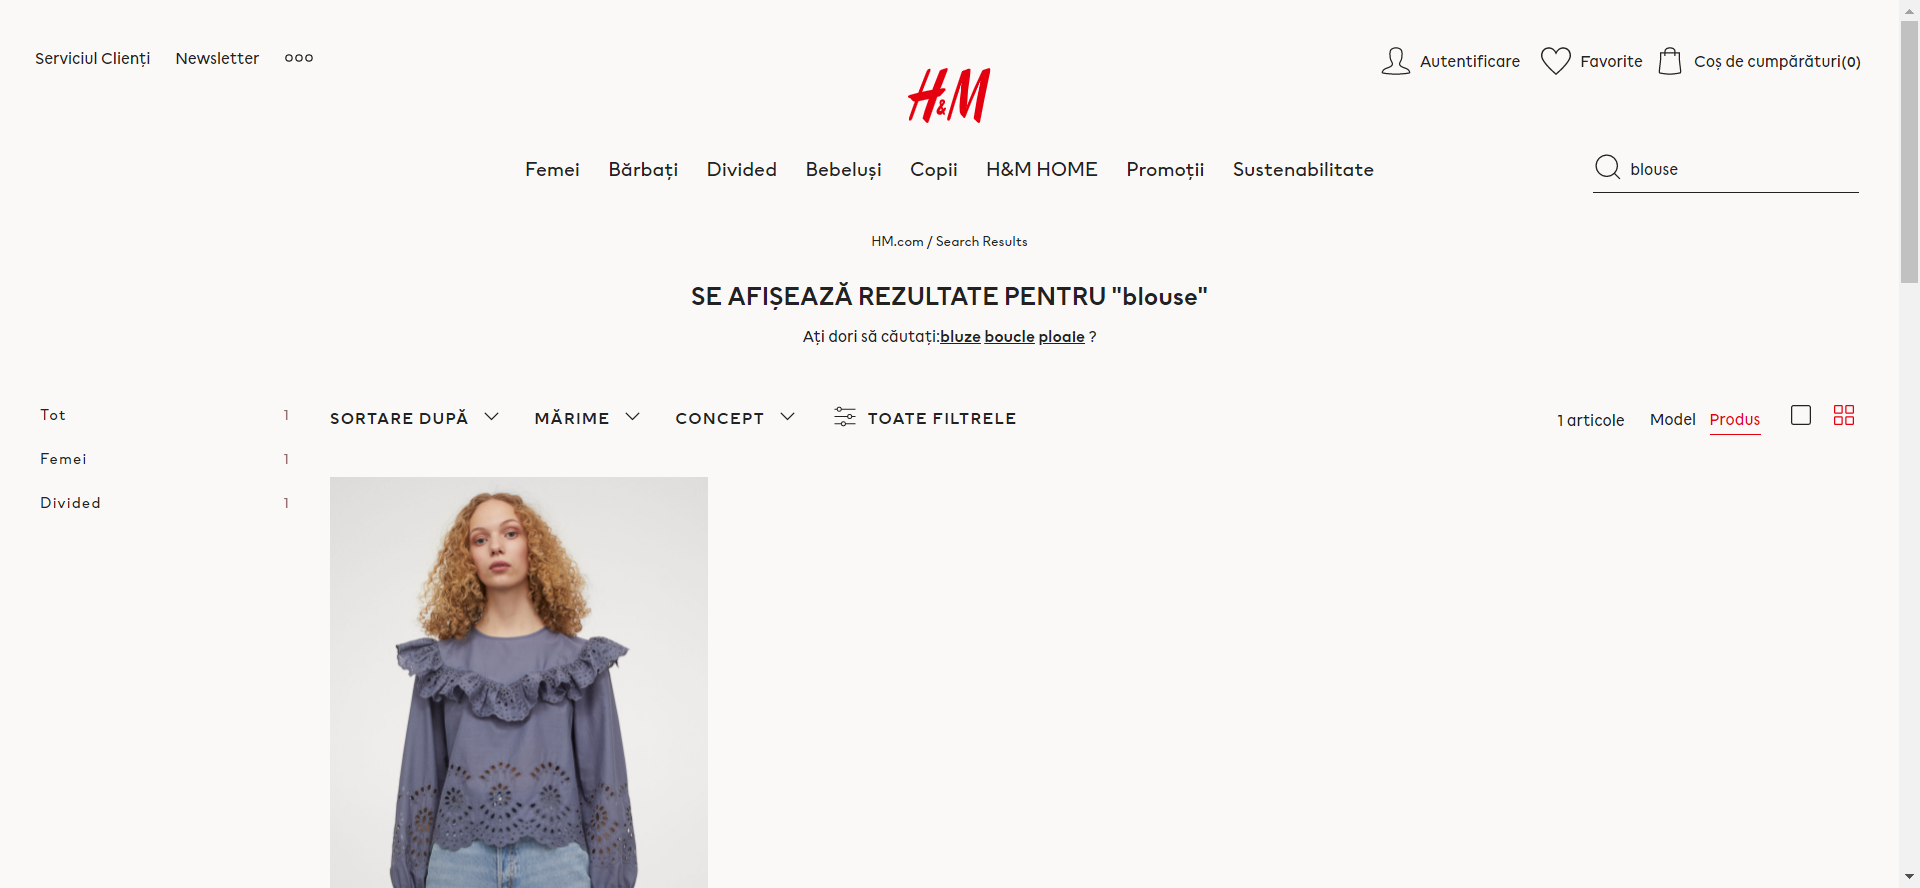 Serviciul Clienți Newsletter
Autentificare Favorite Coș de cumpărături(0)
H&M
Femei Bărbați Divided Bebeluși Copii H&M HOME Promoții Sustenabilitate
blouse
HM.com / Search Results
SE AFIȘEAZĂ REZULTATE PENTRU "blouse"
Ați dori să căutați:bluze boucle ploaie ?
Tot 1
Femei 1
Divided 1
SORTARE DUPĂ MĂRIME CONCEPT TOATE FILTRELE
1 articole Model Produs